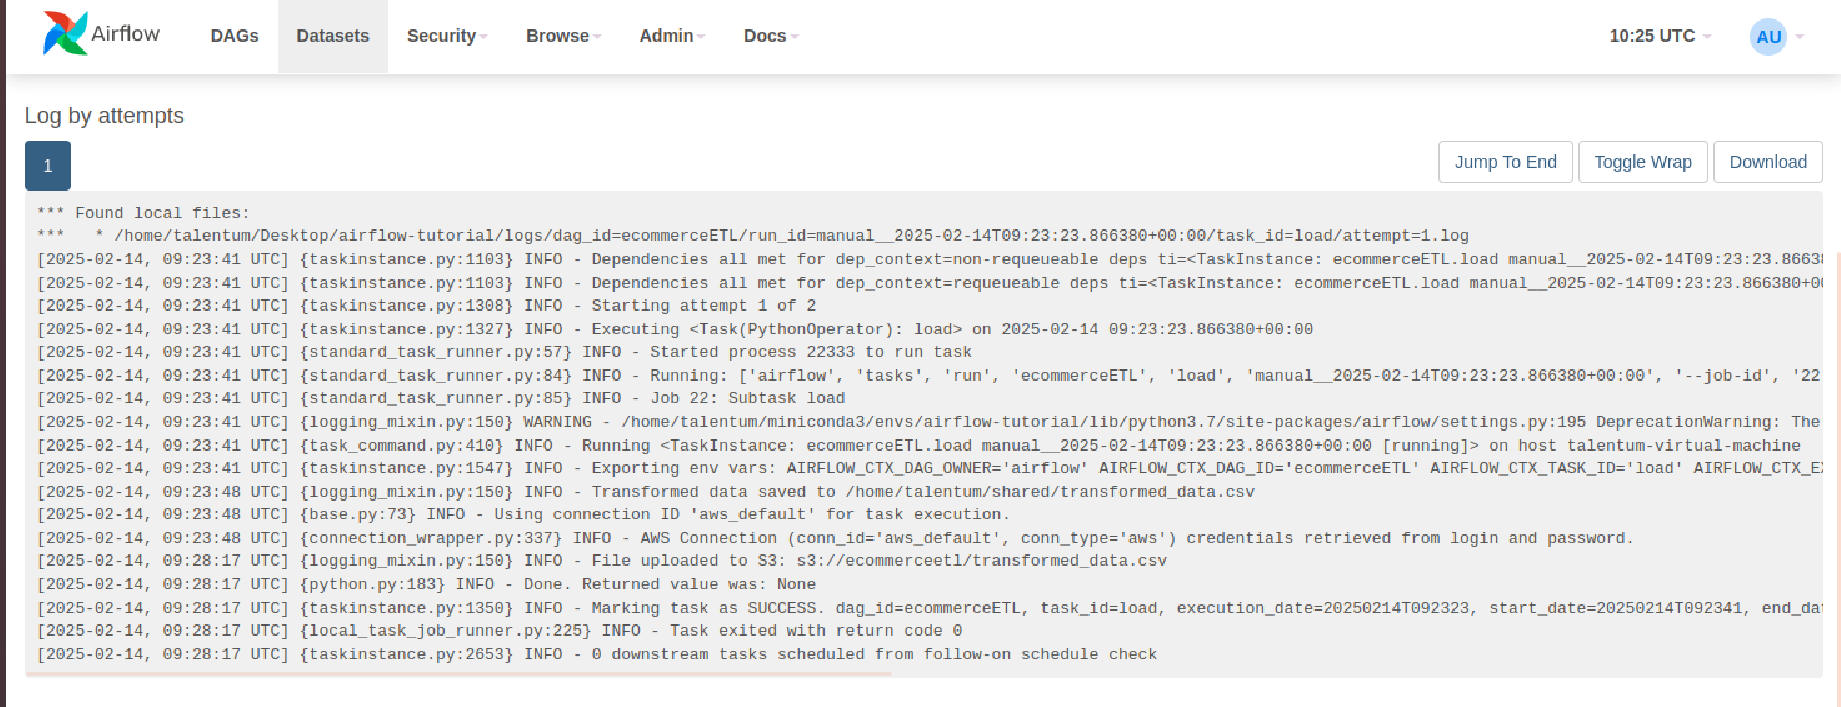 Airflow DAGs Datasets Security Browse Admin Docs 10:25 UTC AU
Log by attempts
1 Jump To End Toggle Wrap Download
*** Found local files:
***   * /home/talentum/Desktop/airflow-tutorial/logs/dag_id=ecommerceETL/run_id=manual__2025-02-14T09:23:23.866380+00:00/task_id=load/attempt=1.log
[2025-02-14, 09:23:41 UTC] {taskinstance.py:1103} INFO - Dependencies all met for dep_context=non-requeueable deps ti=<TaskInstance: ecommerceETL.load manual__2025-02-14T09:23:23.8663
[2025-02-14, 09:23:41 UTC] {taskinstance.py:1103} INFO - Dependencies all met for dep_context=requeueable deps ti=<TaskInstance: ecommerceETL.load manual__2025-02-14T09:23:23.866380+0
[2025-02-14, 09:23:41 UTC] {taskinstance.py:1308} INFO - Starting attempt 1 of 2
[2025-02-14, 09:23:41 UTC] {taskinstance.py:1327} INFO - Executing <Task(PythonOperator): load> on 2025-02-14 09:23:23.866380+00:00
[2025-02-14, 09:23:41 UTC] {standard_task_runner.py:57} INFO - Started process 22333 to run task
[2025-02-14, 09:23:41 UTC] {standard_task_runner.py:84} INFO - Running: ['airflow', 'tasks', 'run', 'ecommerceETL', 'load', 'manual__2025-02-14T09:23:23.866380+00:00', '--job-id', '22
[2025-02-14, 09:23:41 UTC] {standard_task_runner.py:85} INFO - Job 22: Subtask load
[2025-02-14, 09:23:41 UTC] {logging_mixin.py:150} WARNING - /home/talentum/miniconda3/envs/airflow-tutorial/lib/python3.7/site-packages/airflow/settings.py:195 DeprecationWarning: The
[2025-02-14, 09:23:41 UTC] {task_command.py:410} INFO - Running <TaskInstance: ecommerceETL.load manual__2025-02-14T09:23:23.866380+00:00 [running]> on host talentum-virtual-machine
[2025-02-14, 09:23:41 UTC] {taskinstance.py:1547} INFO - Exporting env vars: AIRFLOW_CTX_DAG_OWNER='airflow' AIRFLOW_CTX_DAG_ID='ecommerceETL' AIRFLOW_CTX_TASK_ID='load' AIRFLOW_CTX_E
[2025-02-14, 09:23:48 UTC] {logging_mixin.py:150} INFO - Transformed data saved to /home/talentum/shared/transformed_data.csv
[2025-02-14, 09:23:48 UTC] {base.py:73} INFO - Using connection ID 'aws_default' for task execution.
[2025-02-14, 09:23:48 UTC] {connection_wrapper.py:337} INFO - AWS Connection (conn_id='aws_default', conn_type='aws') credentials retrieved from login and password.
[2025-02-14, 09:28:17 UTC] {logging_mixin.py:150} INFO - File uploaded to S3: s3://ecommerceetl/transformed_data.csv
[2025-02-14, 09:28:17 UTC] {python.py:183} INFO - Done. Returned value was: None
[2025-02-14, 09:28:17 UTC] {taskinstance.py:1350} INFO - Marking task as SUCCESS. dag_id=ecommerceETL, task_id=load, execution_date=20250214T092323, start_date=20250214T092341, end_da
[2025-02-14, 09:28:17 UTC] {local_task_job_runner.py:225} INFO - Task exited with return code 0
[2025-02-14, 09:28:17 UTC] {taskinstance.py:2653} INFO - 0 downstream tasks scheduled from follow-on schedule check